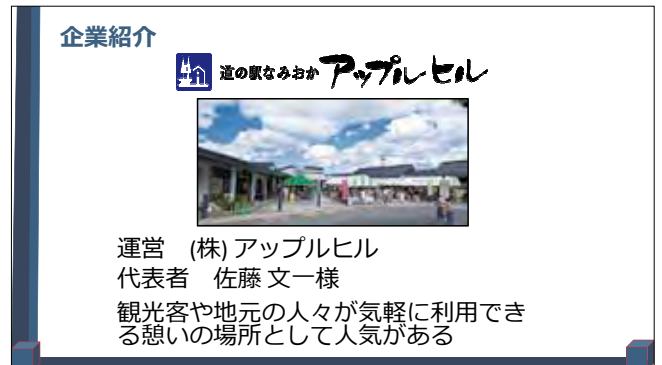 企業紹介
道の駅なみおか アップルヒル
運営　(株) アップルヒル
代表者　佐藤 文一様
観光客や地元の人々が気軽に利用でき
る憩いの場所として人気がある